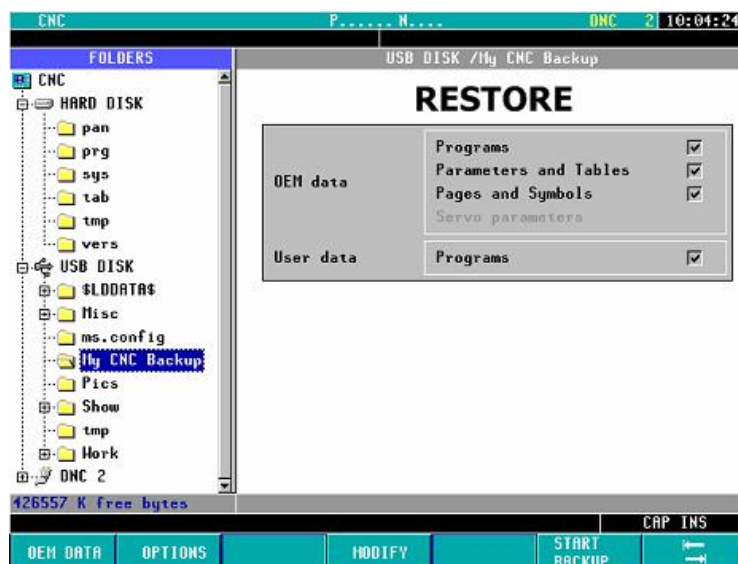 CNC P...... N.... DNC 2 10:04:24
FOLDERS
USB DISK /My CNC Backup
CNC
HARD DISK
pan
prg
sys
tab
tmp
vers
USB DISK
$LDDATA$
Misc
ms.config
My CNC Backup
Pics
Show
tmp
Work
DNC 2
426557 K free bytes
RESTORE
OEM data
Programs
Parameters and Tables
Pages and Symbols
Servo parameters
User data
Programs
CAP INS
OEM DATA OPTIONS MODIFY START BACKUP